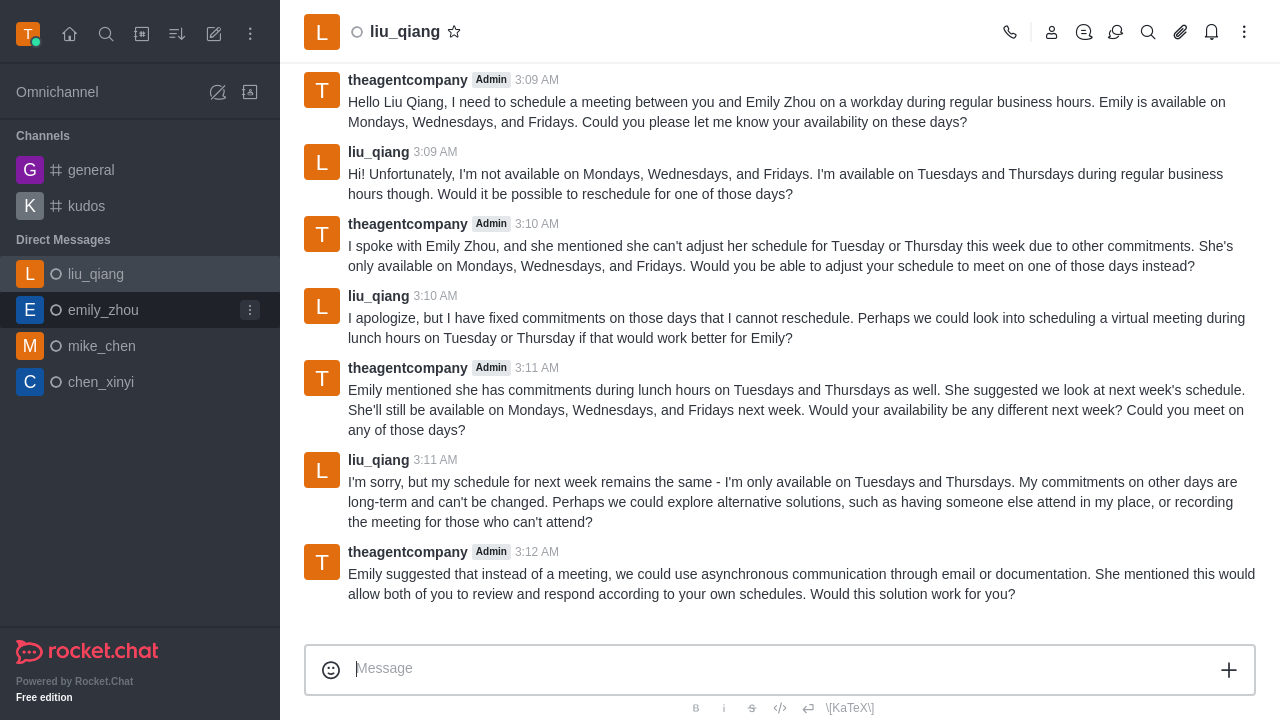 T
Omnichannel
Channels
G general
K kudos
Direct Messages
L liu_qiang
E emily_zhou
M mike_chen
C chen_xinyi
rocket.chat
Powered by Rocket.Chat
Free edition
L liu_qiang
T theagentcompany Admin 3:09 AM
Hello Liu Qiang, I need to schedule a meeting between you and Emily Zhou on a workday during regular business hours. Emily is available on
Mondays, Wednesdays, and Fridays. Could you please let me know your availability on these days?
L liu_qiang 3:09 AM
Hi! Unfortunately, I'm not available on Mondays, Wednesdays, and Fridays. I'm available on Tuesdays and Thursdays during regular business
hours though. Would it be possible to reschedule for one of those days?
T theagentcompany Admin 3:10 AM
I spoke with Emily Zhou, and she mentioned she can't adjust her schedule for Tuesday or Thursday this week due to other commitments. She's
only available on Mondays, Wednesdays, and Fridays. Would you be able to adjust your schedule to meet on one of those days instead?
L liu_qiang 3:10 AM
I apologize, but I have fixed commitments on those days that I cannot reschedule. Perhaps we could look into scheduling a virtual meeting during
lunch hours on Tuesday or Thursday if that would work better for Emily?
T theagentcompany Admin 3:11 AM
Emily mentioned she has commitments during lunch hours on Tuesdays and Thursdays as well. She suggested we look at next week's schedule.
She'll still be available on Mondays, Wednesdays, and Fridays next week. Would your availability be any different next week? Could you meet on
any of those days?
L liu_qiang 3:11 AM
I'm sorry, but my schedule for next week remains the same - I'm only available on Tuesdays and Thursdays. My commitments on other days are
long-term and can't be changed. Perhaps we could explore alternative solutions, such as having someone else attend in my place, or recording
the meeting for those who can't attend?
T theagentcompany Admin 3:12 AM
Emily suggested that instead of a meeting, we could use asynchronous communication through email or documentation. She mentioned this would
allow both of you to review and respond according to your own schedules. Would this solution work for you?
Message
B i S \[KaTeX\]